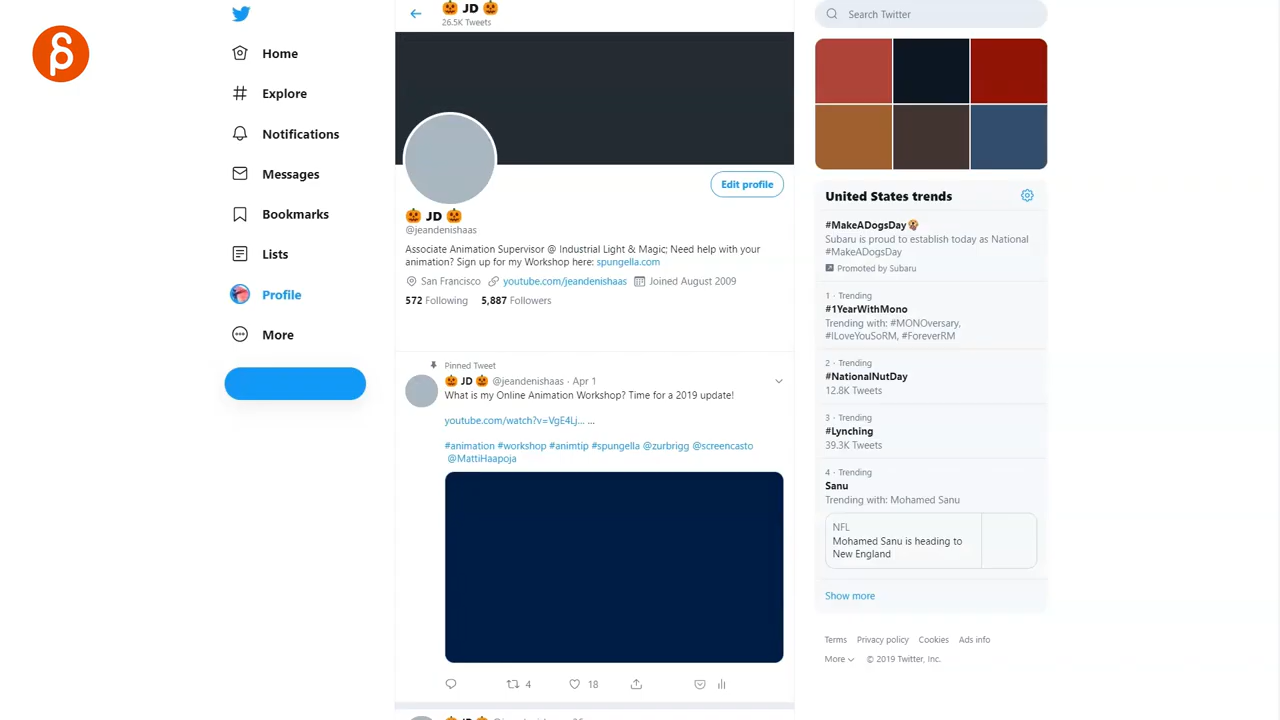 Home
Explore
Notifications
Messages
Bookmarks
Lists
Profile
More
🎃 JD 🎃
26.5K Tweets
Edit profile
🎃 JD 🎃
@jeandenishaas
Associate Animation Supervisor @ Industrial Light & Magic; Need help with your
animation? Sign up for my Workshop here: spungella.com
San Francisco youtube.com/jeandenishaas Joined August 2009
572 Following 5,887 Followers
Pinned Tweet
🎃 JD 🎃 @jeandenishaas · Apr 1
What is my Online Animation Workshop? Time for a 2019 update!
youtube.com/watch?v=VgE4Lj... ...
#animation #workshop #animtip #spungella @zurbrigg @screencasto
@MattiHaapoja
4 18
Search Twitter
United States trends
#MakeADogsDay
Subaru is proud to establish today as National
#MakeADogsDay
Promoted by Subaru
1 · Trending
#1YearWithMono
Trending with: #MONOversary,
#ILoveYouSoRM, #ForeverRM
2 · Trending
#NationalNutDay
12.8K Tweets
3 · Trending
#Lynching
39.3K Tweets
4 · Trending
Sanu
Trending with: Mohamed Sanu
NFL
Mohamed Sanu is heading to
New England
Show more
Terms Privacy policy Cookies Ads info
More © 2019 Twitter, Inc.